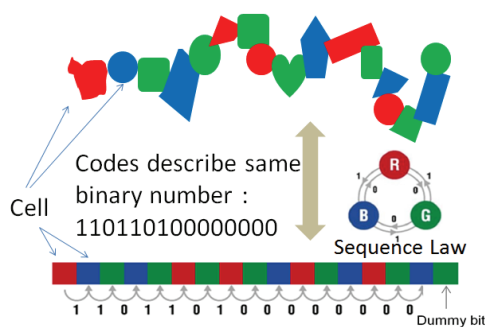 Codes describe same
binary number :
110110100000000
Cell
R
1 0 0 1
B 0 G
1
Sequence Law
1 1 0 1 1 0 1 0 0 0 0 0 0 0 0
Dummy bit